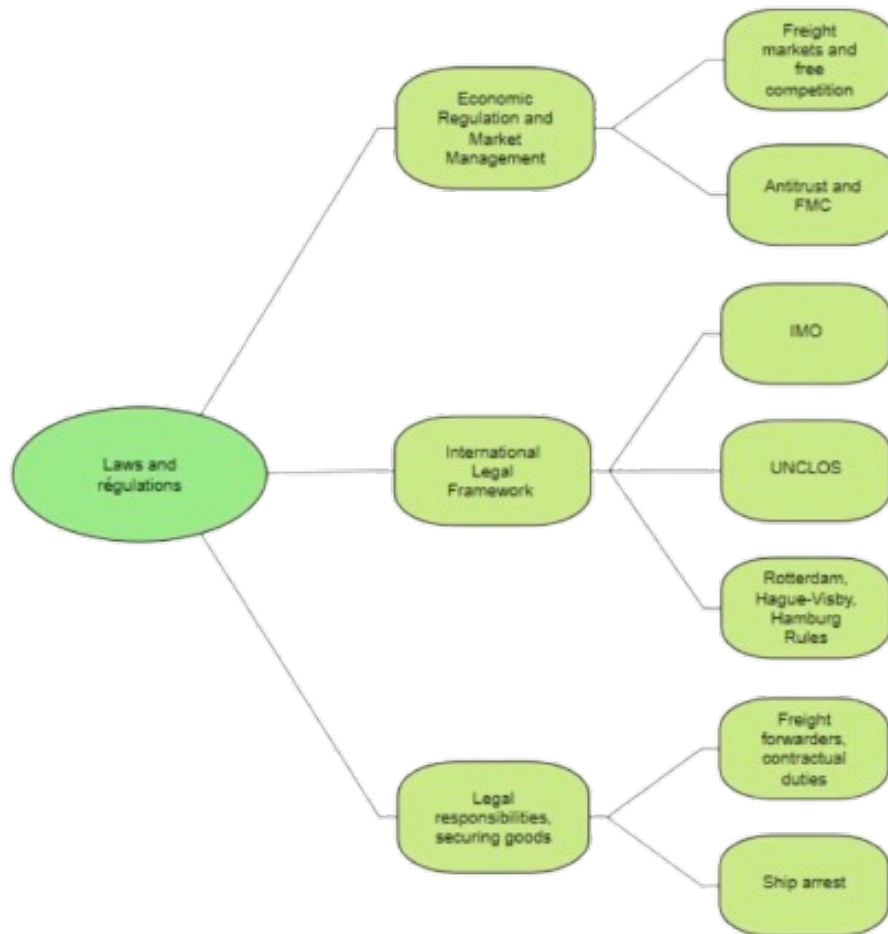 Freight
markets and
free
competition
Economic
Regulation and
Market
Management
Antitrust and
FMC
IMO
Laws and
régulations
International
Legal
Framework
UNCLOS
Rotterdam,
Hague-Visby,
Hamburg
Rules
Freight
forwarders,
contractual
duties
Legal
responsibilities,
securing goods
Ship arrest